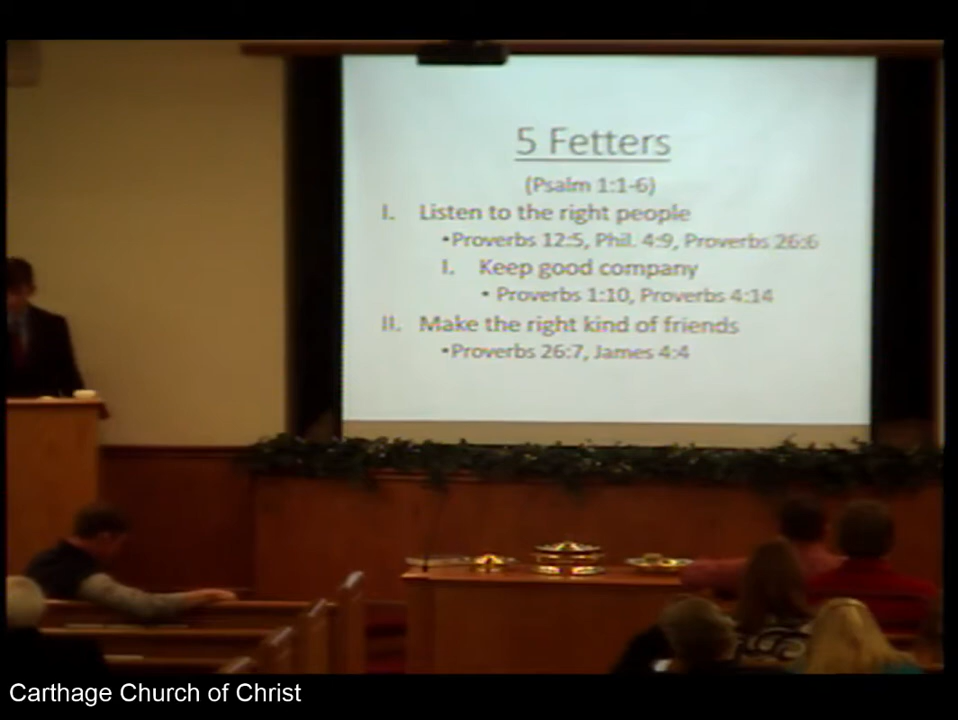 5 Fetters
(Psalm 1:1-6)
I. Listen to the right people
•Proverbs 12:5, Phil. 4:9, Proverbs 26:6
I. Keep good company
• Proverbs 1:10, Proverbs 4:14
II. Make the right kind of friends
•Proverbs 26:7, James 4:4
Carthage Church of Christ